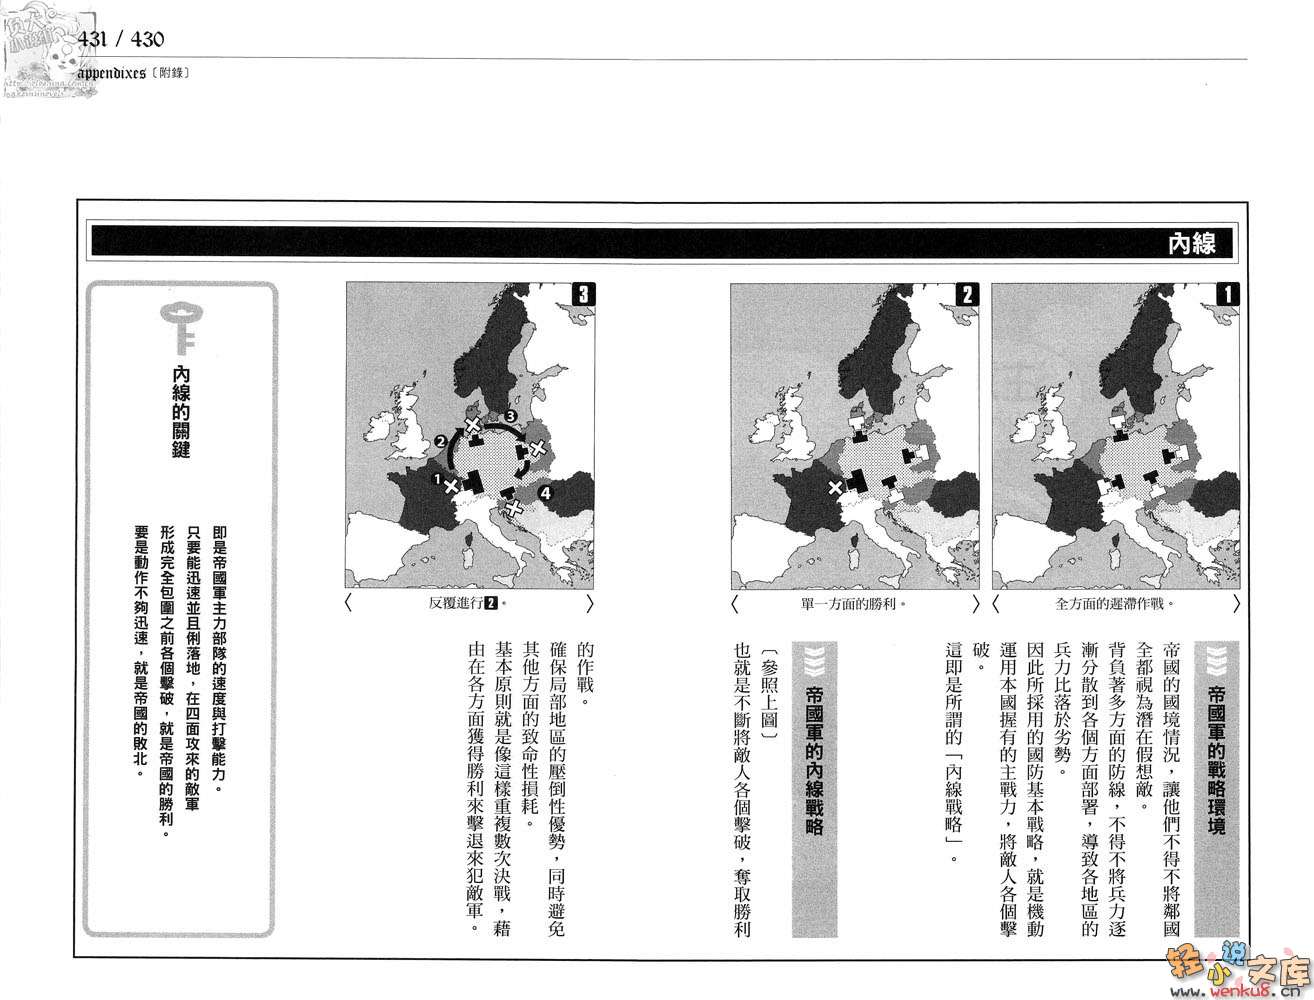 431 / 430
appendixes〔附錄〕
內線
1
全方面的遲滯作戰。
2
單一方面的勝利。
3
1
2
3
4
反覆進行2。
帝國軍的戰略環境
帝國的國境情況，讓他們不得不將鄰國
全都視為潛在假想敵。
背負著多方面的防線，不得不將兵力逐
漸分散到各個方面部署，導致各地區的
兵力比落於劣勢。
因此所採用的國防基本戰略，就是機動
運用本國握有的主戰力，將敵人各個擊
破。
這即是所謂的「內線戰略」。
帝國軍的內線戰略
〔參照上圖〕
也就是不斷將敵人各個擊破，奪取勝利
的作戰。
確保局部地區的壓倒性優勢，同時避免
其他方面的致命性損耗。
基本原則就是像這樣重複數次決戰，藉
由在各方面獲得勝利來擊退來犯敵軍。
內線的關鍵
即是帝國軍主力部隊的速度與打擊能力。
只要能迅速並且俐落地，在四面攻來的敵軍
形成完全包圍之前各個擊破，就是帝國的勝利。
要是動作不夠迅速，就是帝國的敗北。
轻小说文库
www.wenku8.cn